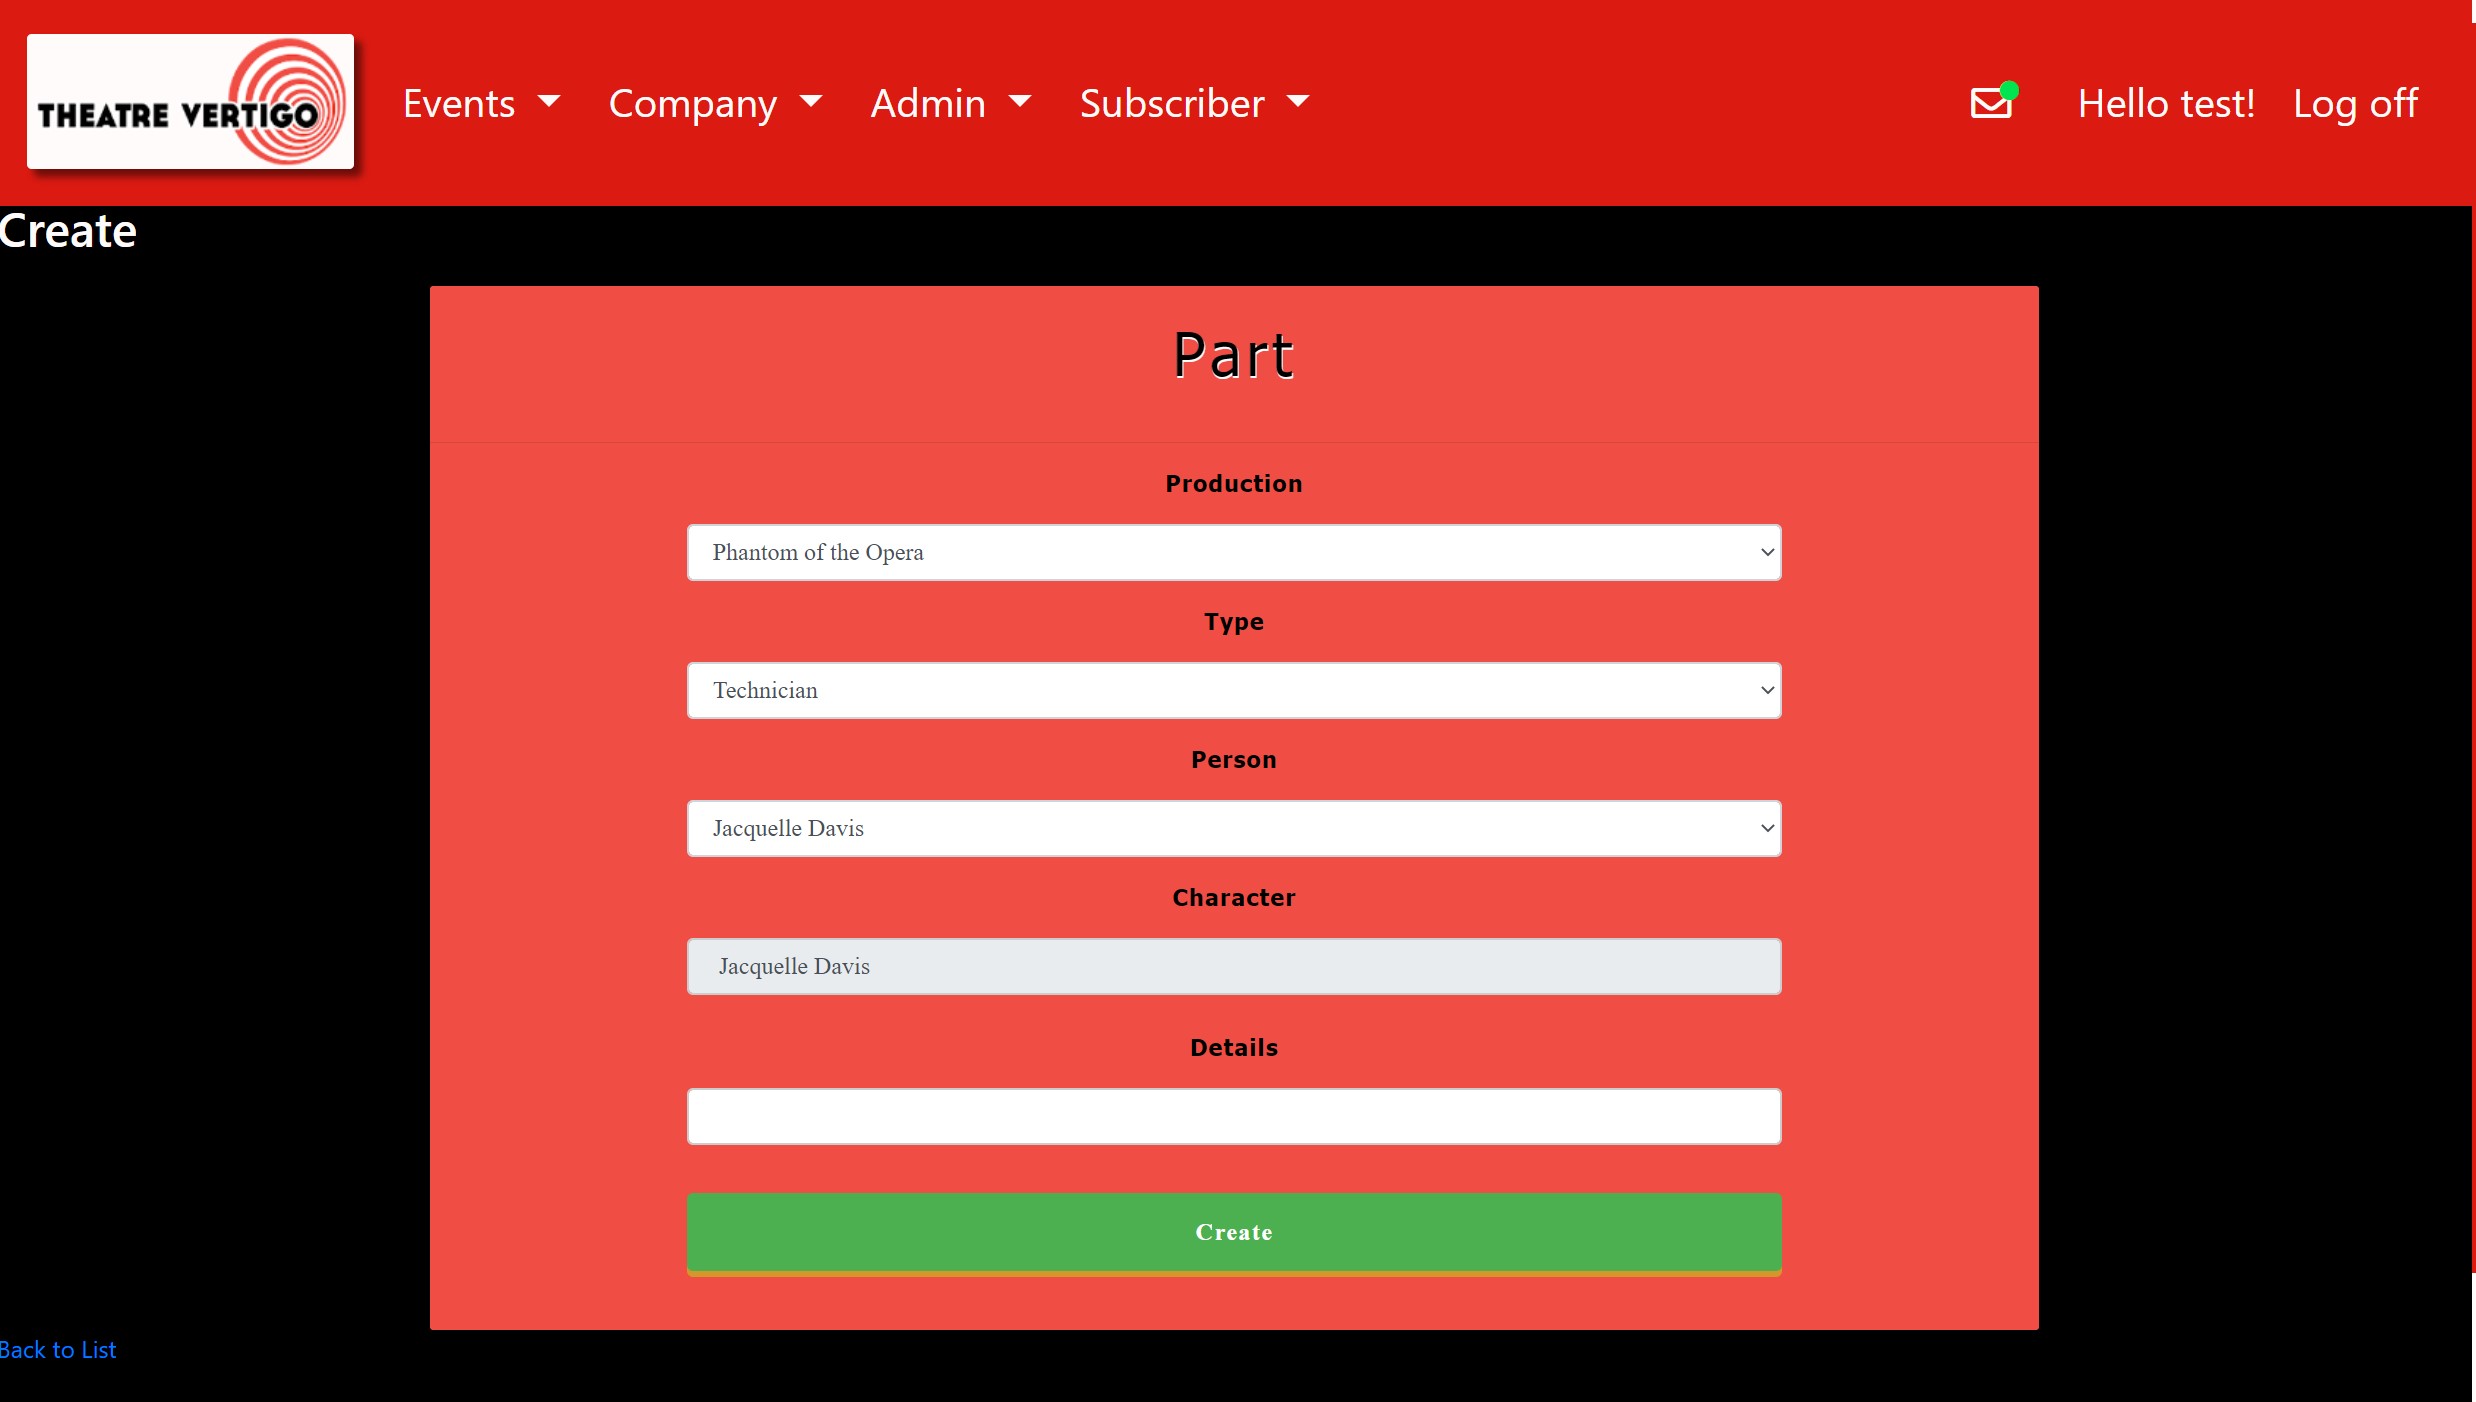 THEATRE VERTIGO
Events Company Admin Subscriber Hello test! Log off
Create
Part
Production
Phantom of the Opera
Type
Technician
Person
Jacquelle Davis
Character
Jacquelle Davis
Details
Create
Back to List